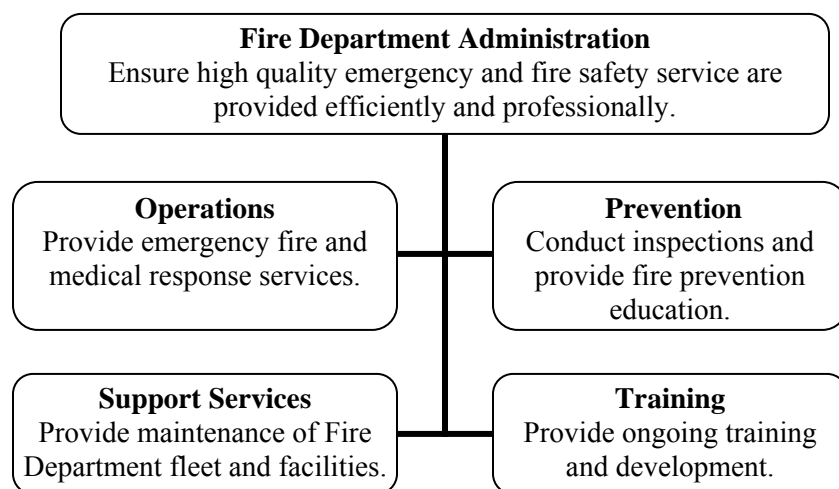 Fire Department Administration
Ensure high quality emergency and fire safety service are
provided efficiently and professionally.
Operations
Provide emergency fire and
medical response services.
Prevention
Conduct inspections and
provide fire prevention
education.
Support Services
Provide maintenance of Fire
Department fleet and facilities.
Training
Provide ongoing training
and development.